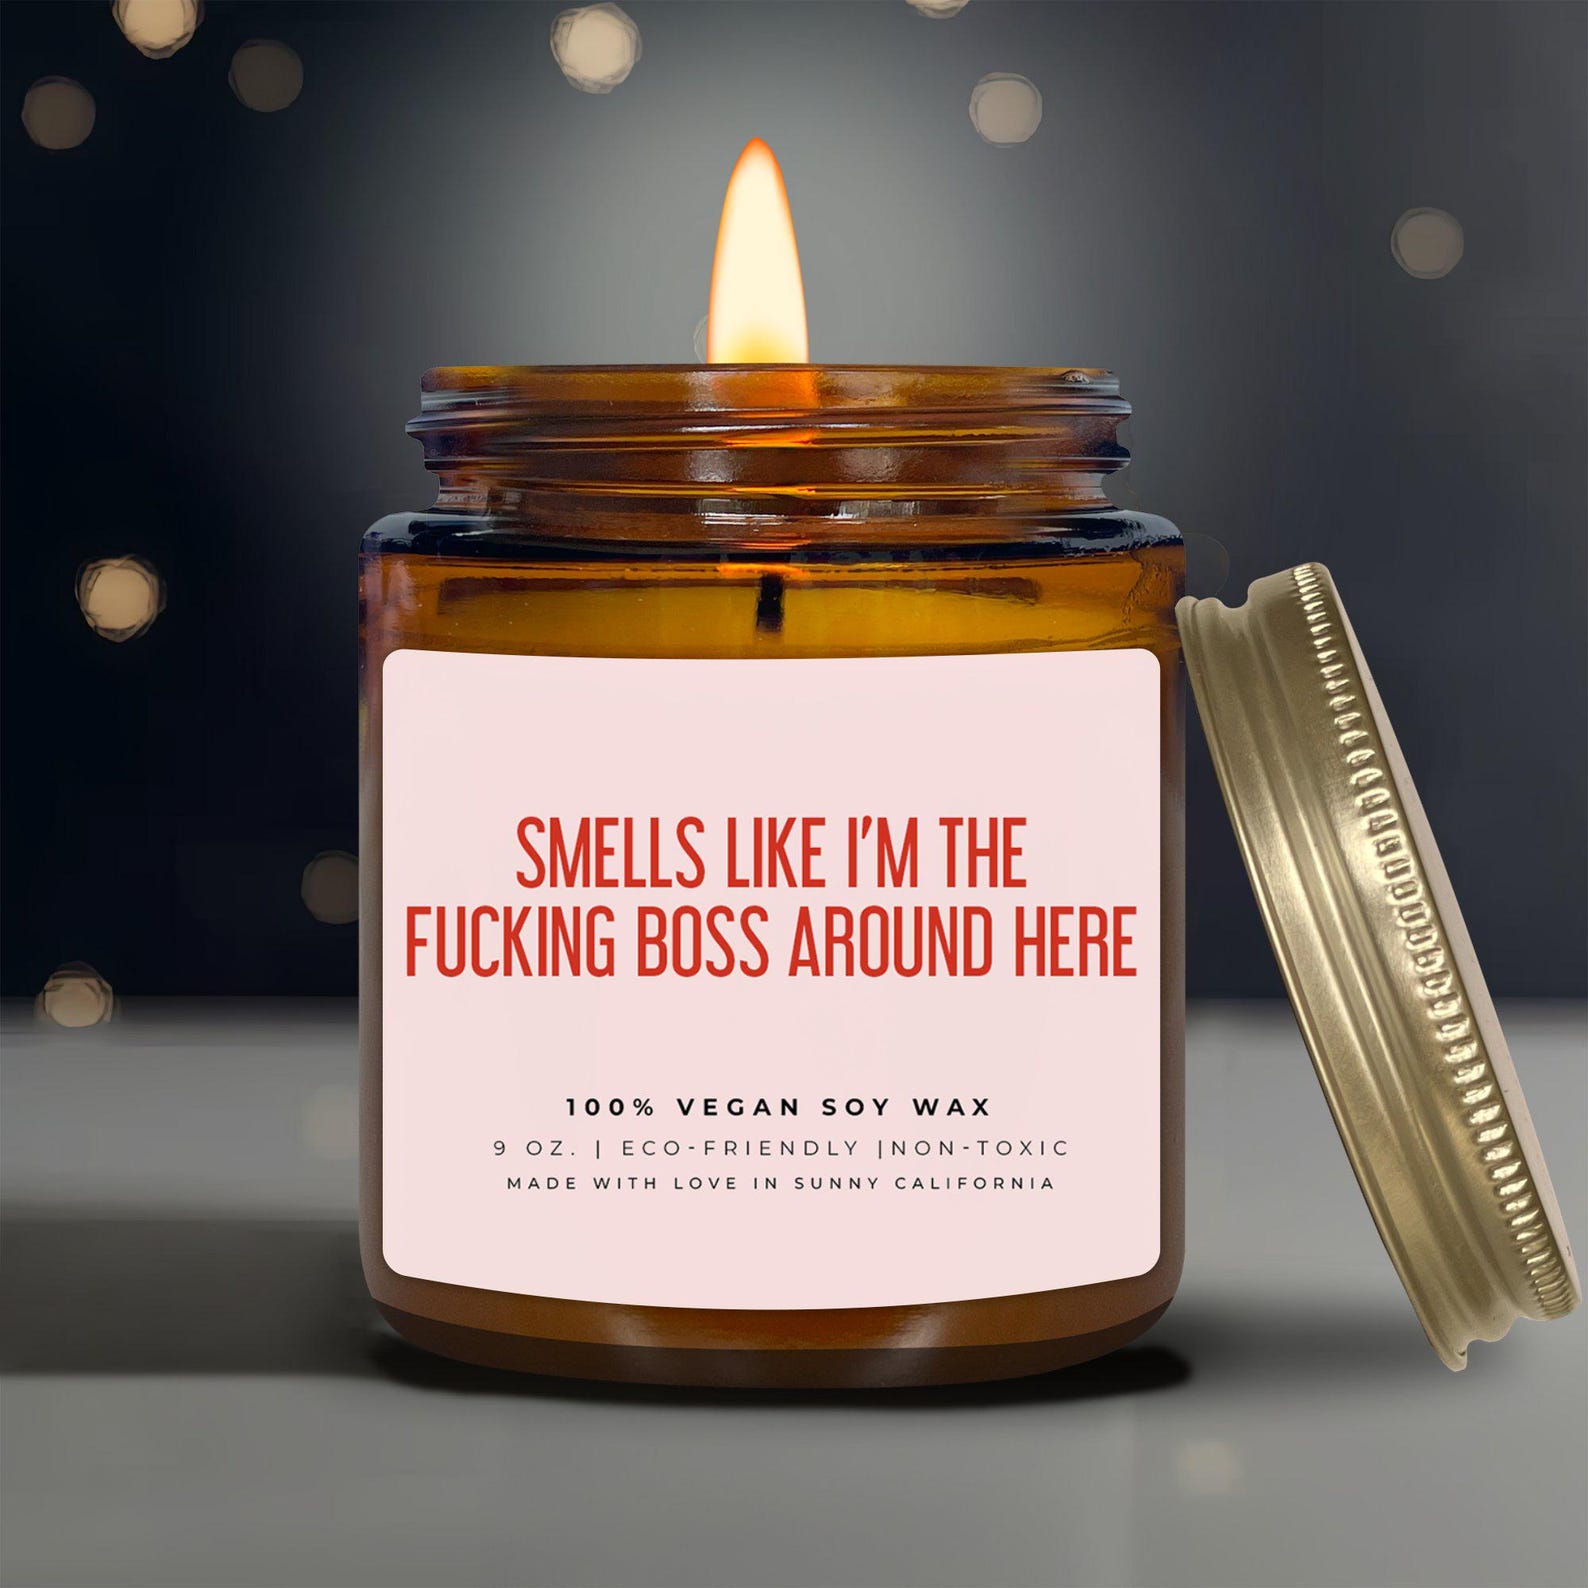 SMELLS LIKE I'M THE
FUCKING BOSS AROUND HERE
100% VEGAN SOY WAX
9 OZ. | ECO-FRIENDLY |NON-TOXIC
MADE WITH LOVE IN SUNNY CALIFORNIA